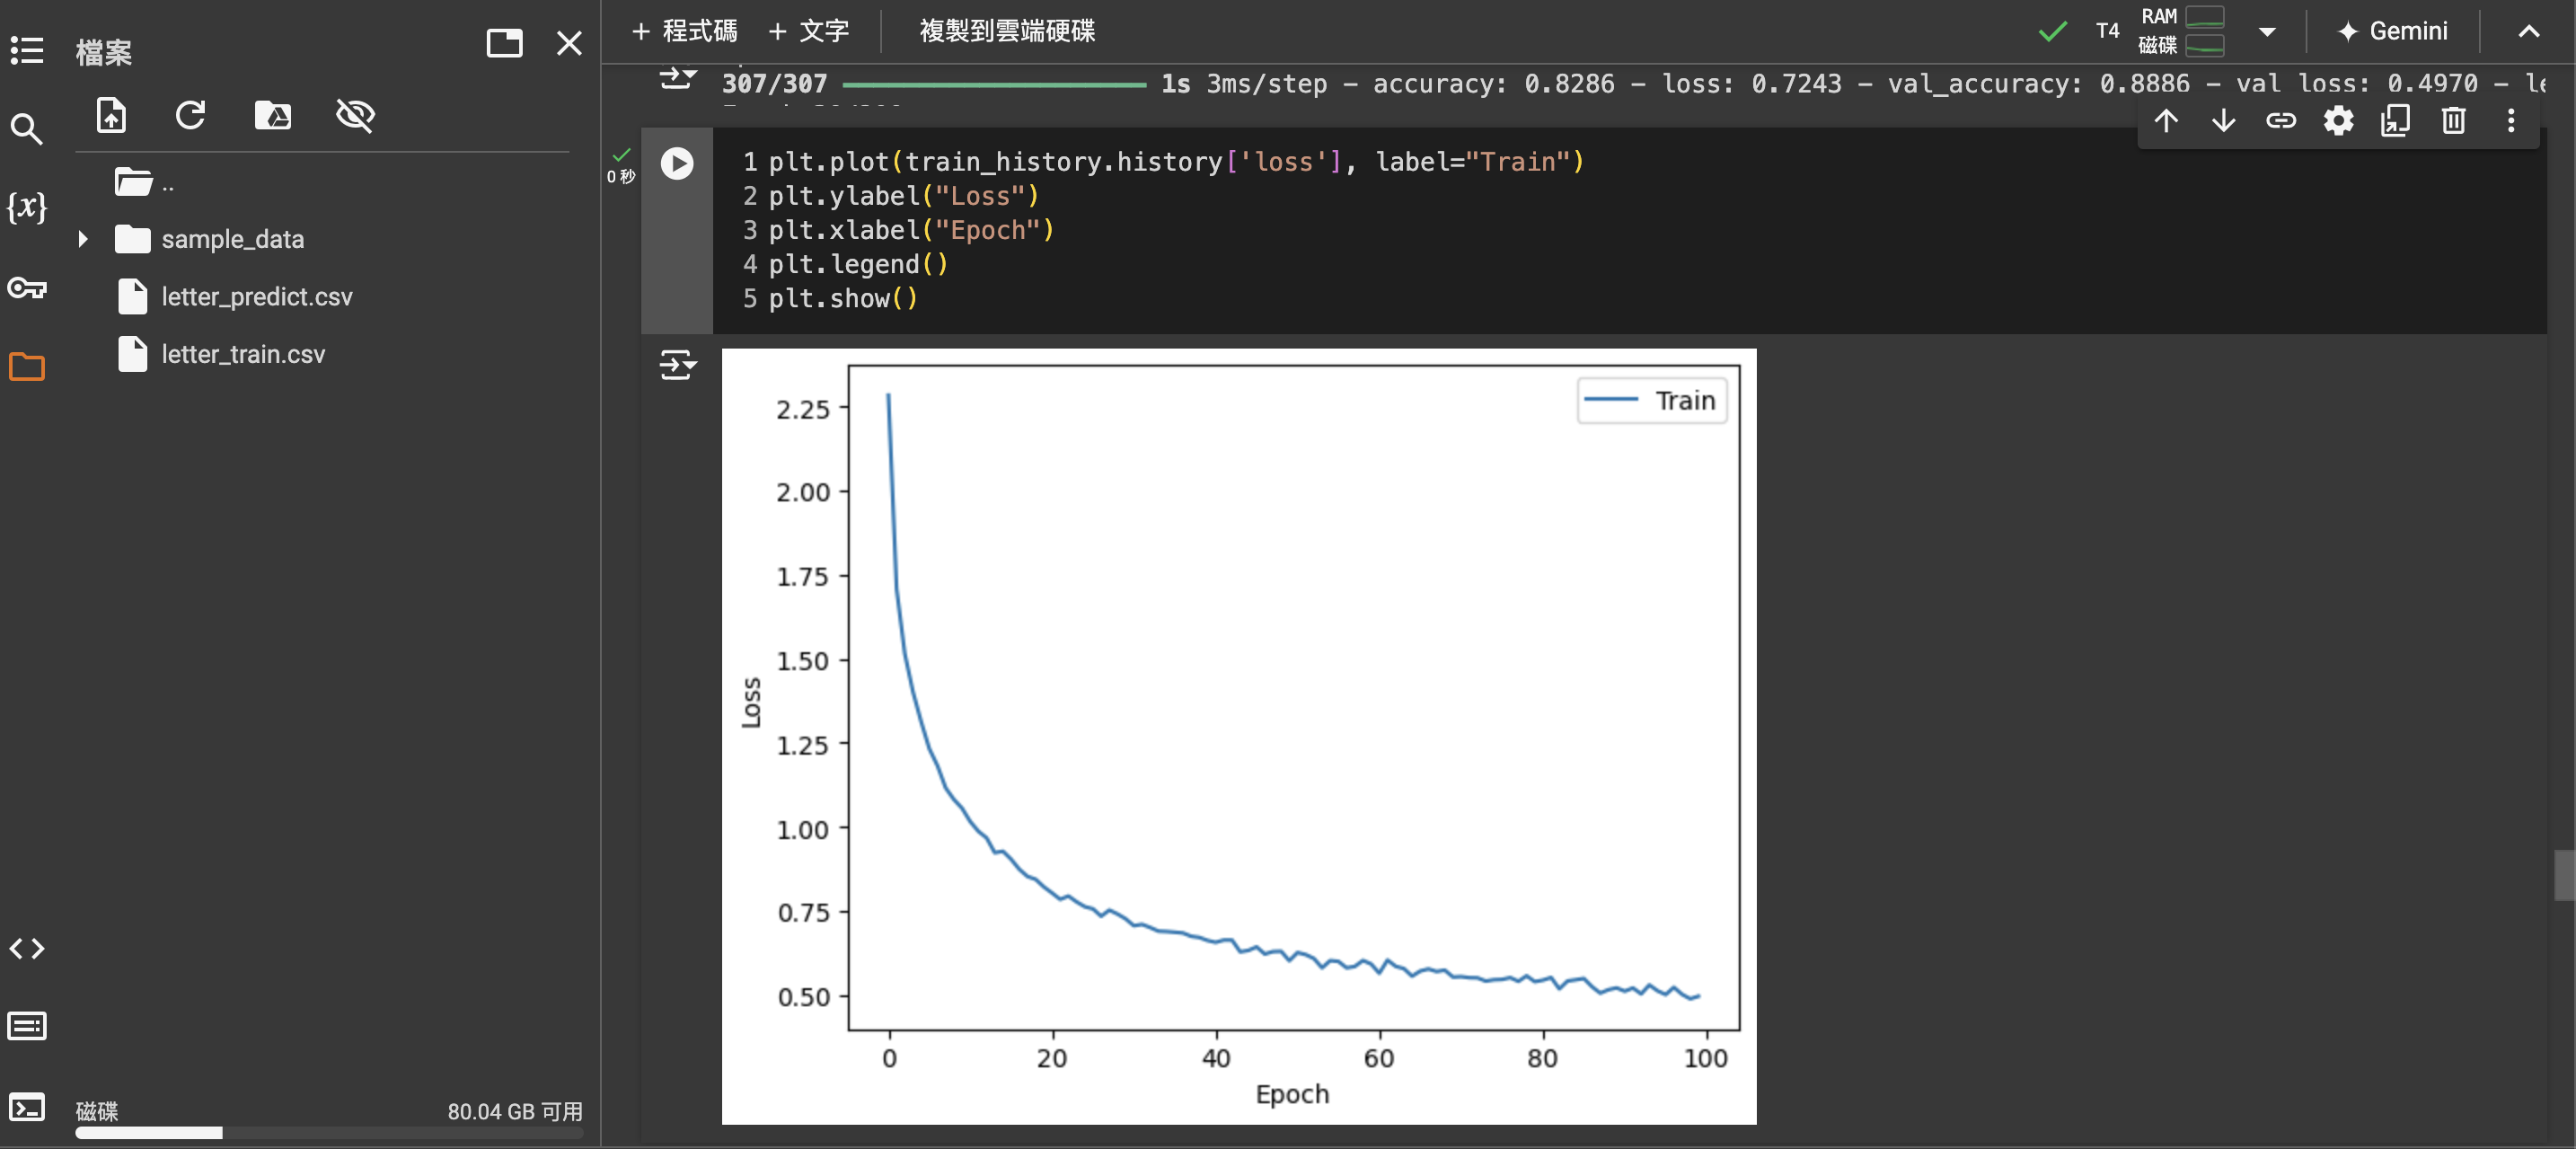 檔案
..
sample_data
letter_predict.csv
letter_train.csv
磁碟
80.04 GB 可用
+ 程式碼 + 文字
複製到雲端硬碟
T4
RAM
磁碟
Gemini
307/307 1s 3ms/step - accuracy: 0.8286 - loss: 0.7243 - val_accuracy: 0.8886 - val_loss: 0.4970 - le
0 秒
1 plt.plot(train_history.history['loss'], label="Train")
2 plt.ylabel("Loss")
3 plt.xlabel("Epoch")
4 plt.legend()
5 plt.show()
Train
2.25
2.00
1.75
1.50
1.25
1.00
0.75
0.50
Loss
0 20 40 60 80 100
Epoch
{x}